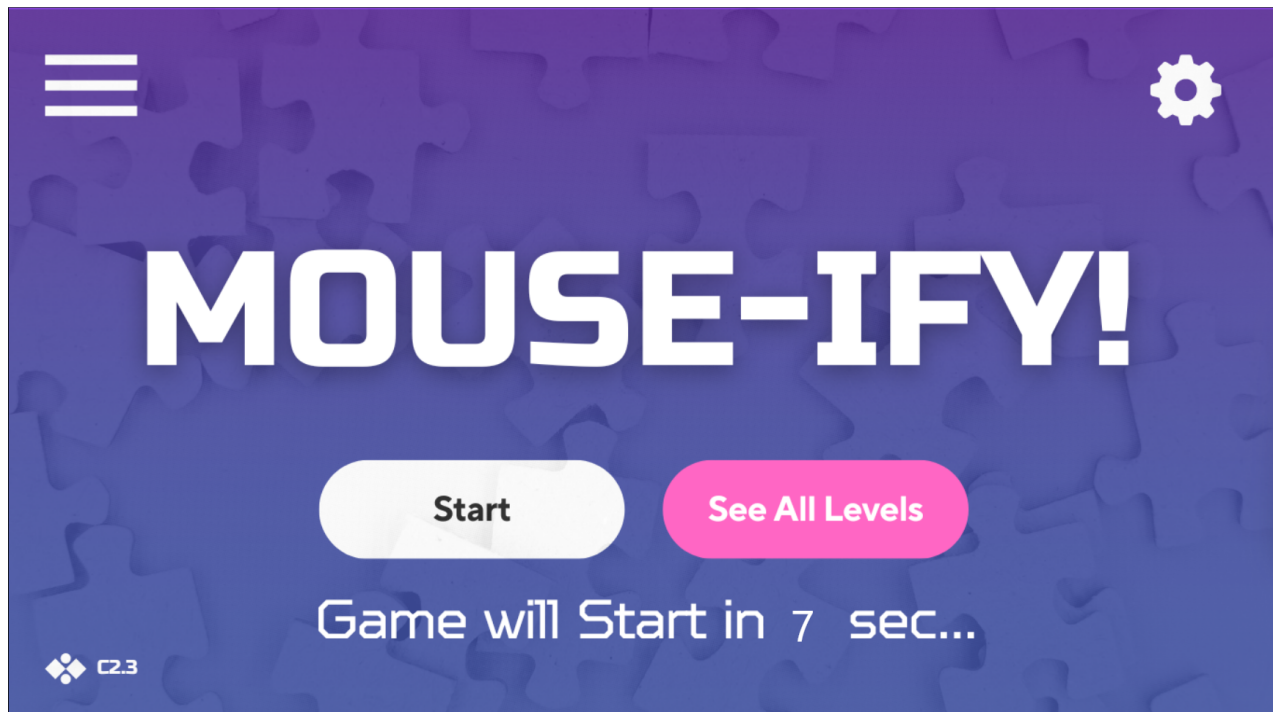 MOUSE-IFY!
Start
See All Levels
Game will Start in 7 sec...
C2.3